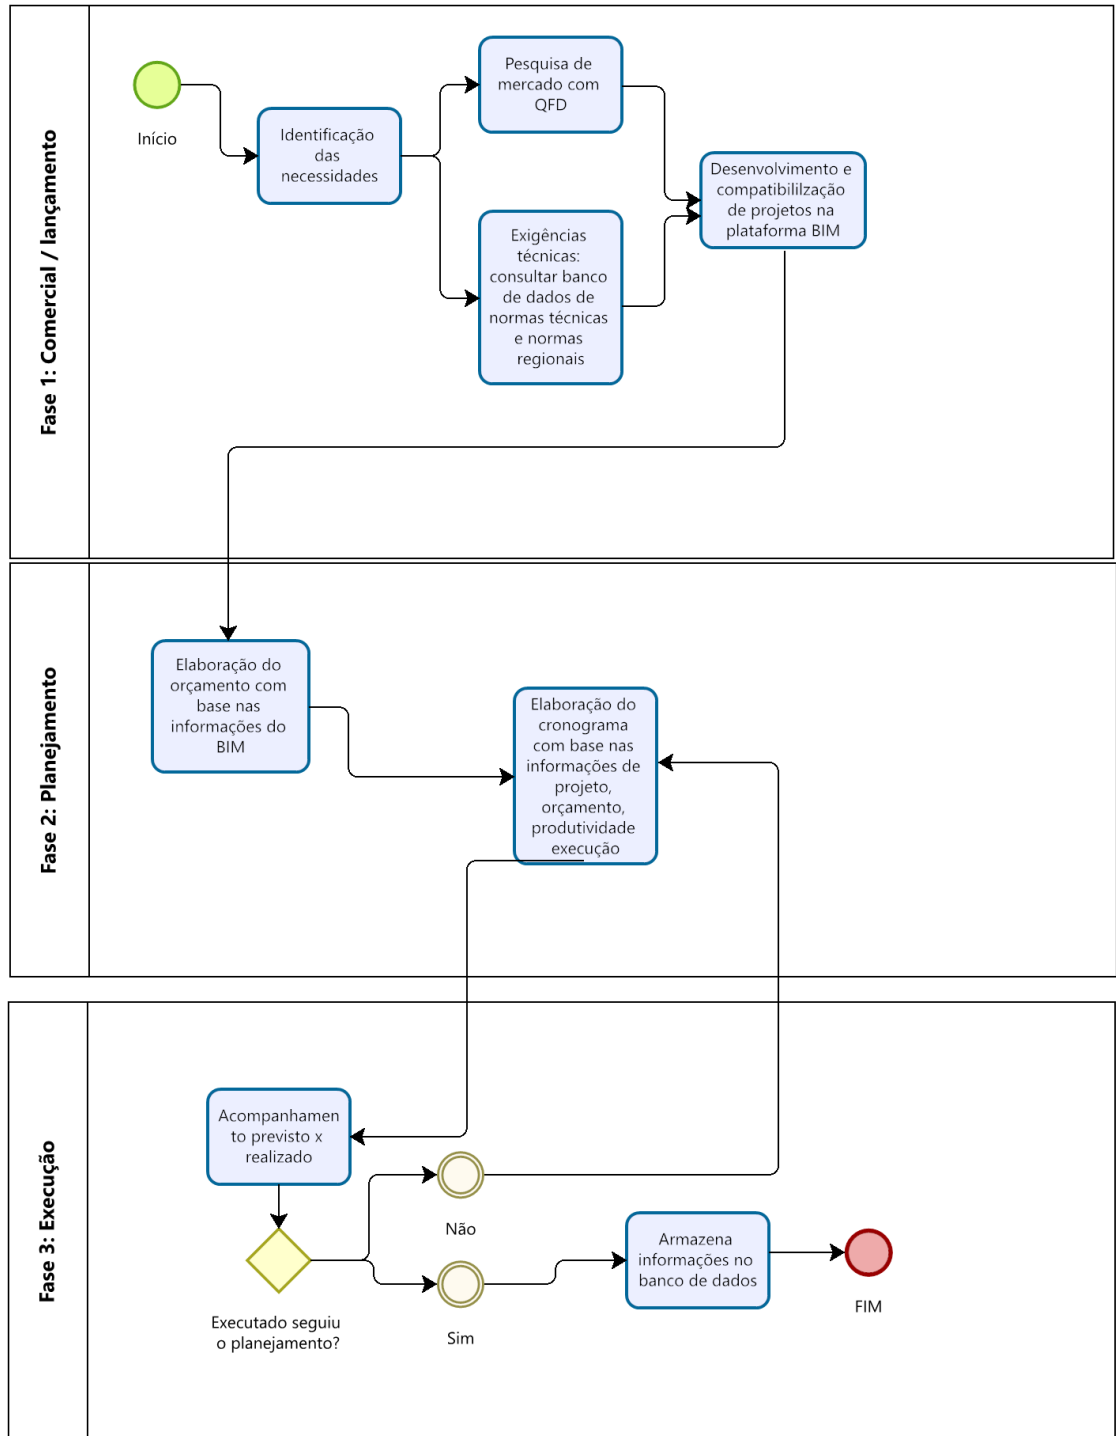 Fase 1: Comercial / lançamento
Início
Identificação
das
necessidades
Pesquisa de
mercado com
QFD
Exigências
técnicas:
consultar banco
de dados de
normas técnicas
e normas
regionais
Desenvolvimento e
compatibililzação
de projetos na
plataforma BIM
Fase 2: Planejamento
Elaboração do
orçamento com
base nas
informações do
BIM
Elaboração do
cronograma
com base nas
informações de
projeto,
orçamento,
produtividade
execução
Fase 3: Execução
Acompanhamen
to previsto x
realizado
Executado seguiu
o planejamento?
Não
Sim
Armazena
informações no
banco de dados
FIM